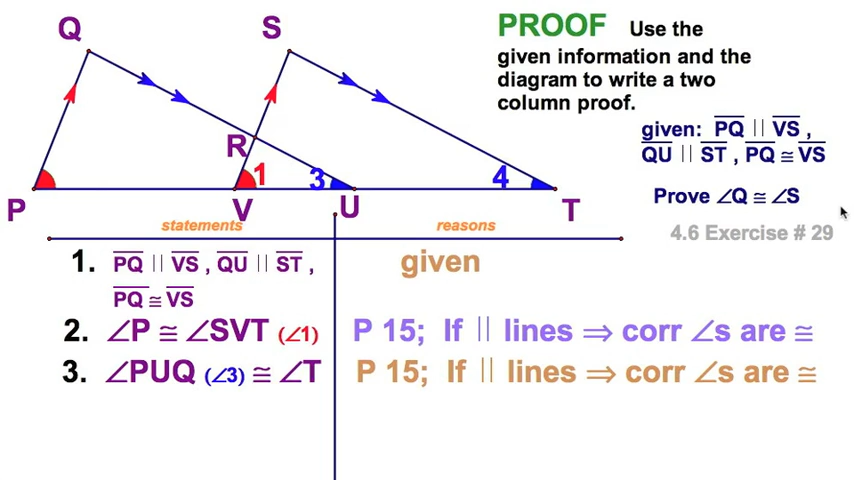 Q
S
PROOF Use the
given information and the
diagram to write a two
column proof.
given: PQ || VS ,
QU || ST , PQ ≅ VS
R
1
3
4
P
V
U
T
Prove ∠Q ≅ ∠S
4.6 Exercise # 29
statements
reasons
1. PQ || VS , QU || ST , given
PQ ≅ VS
2. ∠P ≅ ∠SVT (∠1) P 15; If || lines ⇒ corr ∠s are ≅
3. ∠PUQ (∠3) ≅ ∠T P 15; If || lines ⇒ corr ∠s are ≅